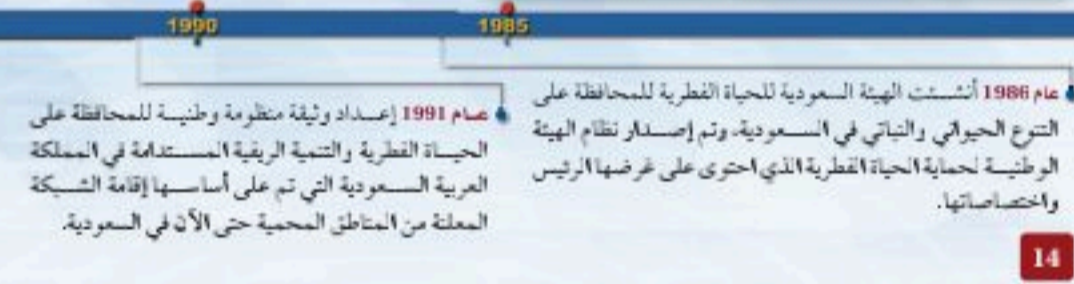 1985
1990
عام 1986 أنشئت الهيئة السعودية للحياة الفطرية للمحافظة على
التنوع الحيواني والنباتي في السعودية، وتم إصدار نظام الهيئة
الوطنية لحماية الحياة الفطرية الذي احتوى على غرضها الرئيس
واختصاصاتها.
عام 1991 إعداد وثيقة منظومة وطنية للمحافظة على
الحياة الفطرية والتنمية الريفية المستدامة في المملكة
العربية السعودية التي تم على أساسها إقامة الشبكة
المعلنة من المناطق المحمية حتى الآن في السعودية.
14